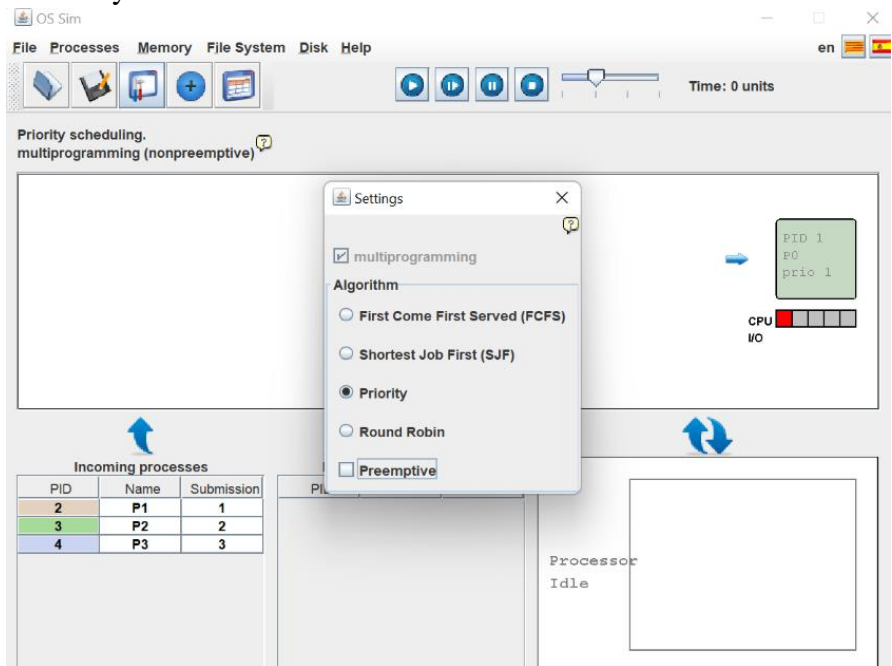 OS Sim
File Processes Memory File System Disk Help
en
Time: 0 units
Priority scheduling.
multiprogramming (nonpreemptive)
Settings
multiprogramming
Algorithm
First Come First Served (FCFS)
Shortest Job First (SJF)
Priority
Round Robin
Preemptive
PID 1
P0
prio 1
CPU
I/O
Incoming processes
PID Name Submission
2 P1 1
3 P2 2
4 P3 3
Processor
Idle